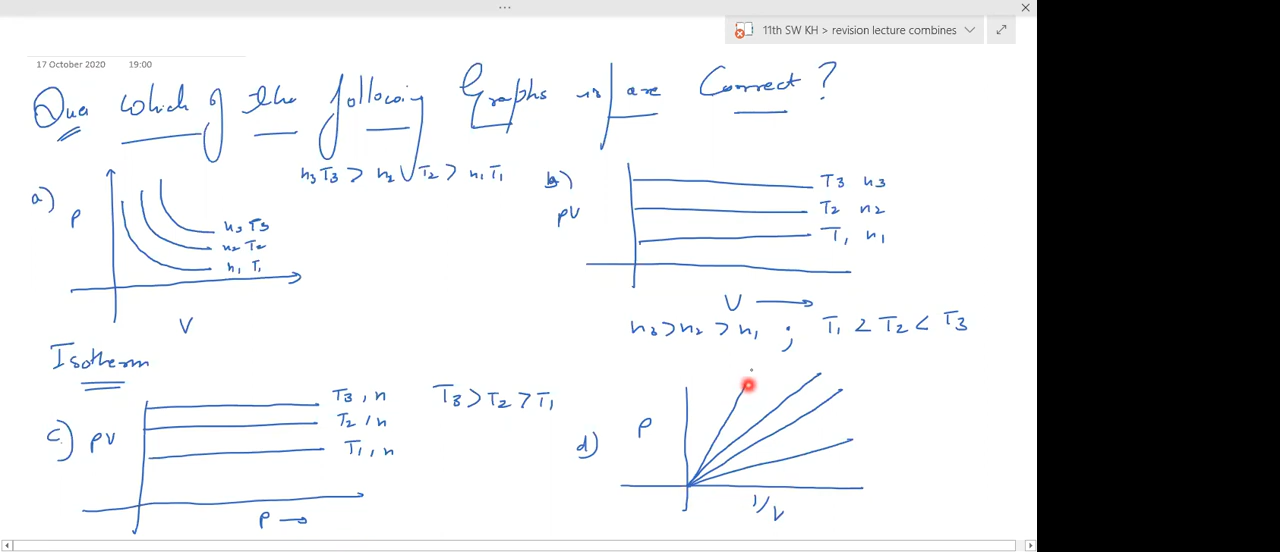 11th SW KH > revision lecture combines
17 October 2020 19:00
Que Which of the following Graphs is/are Correct?
n3T3 > n2T2 > n1T1
a) P
n3 T3
n2 T2
n1 T1
V
Isotherm
b) PV
T3 n3
T2 n2
T1 n1
V
n3 > n2 > n1 ; T1 < T2 < T3
c) PV
T3, n
T2, n
T1, n
P
T3 > T2 > T1
d) P
1/V